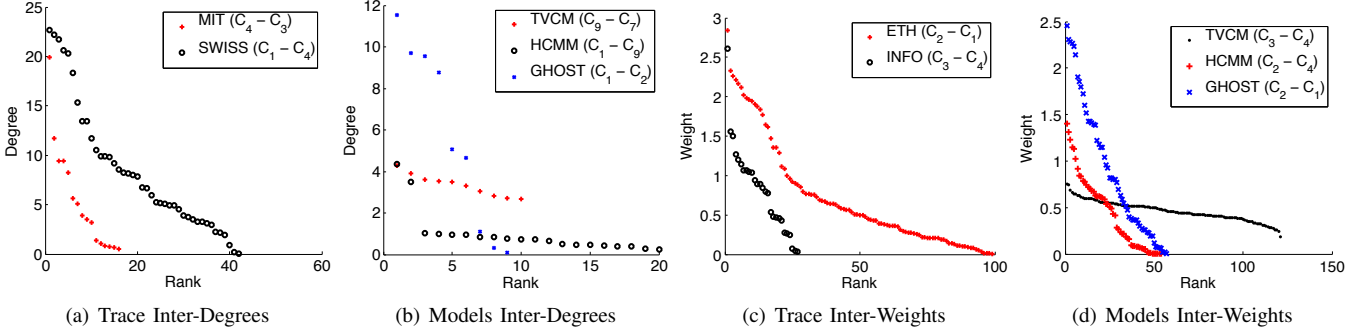 25
20
15
10
5
0
Degree
0
20
40
60
Rank
MIT (C4 – C3)
SWISS (C1 – C4)
(a) Trace Inter-Degrees
12
10
8
6
4
2
0
Degree
0
5
10
15
20
Rank
TVCM (C9 – C7)
HCMM (C1 – C9)
GHOST (C1 – C2)
(b) Models Inter-Degrees
3
2.5
2
1.5
1
0.5
0
Weight
0
20
40
60
80
100
Rank
ETH (C2 – C1)
INFO (C3 – C4)
(c) Trace Inter-Weights
2.5
2
1.5
1
0.5
0
Weight
0
50
100
150
Rank
TVCM (C3 – C4)
HCMM (C2 – C4)
GHOST (C2 – C1)
(d) Models Inter-Weights